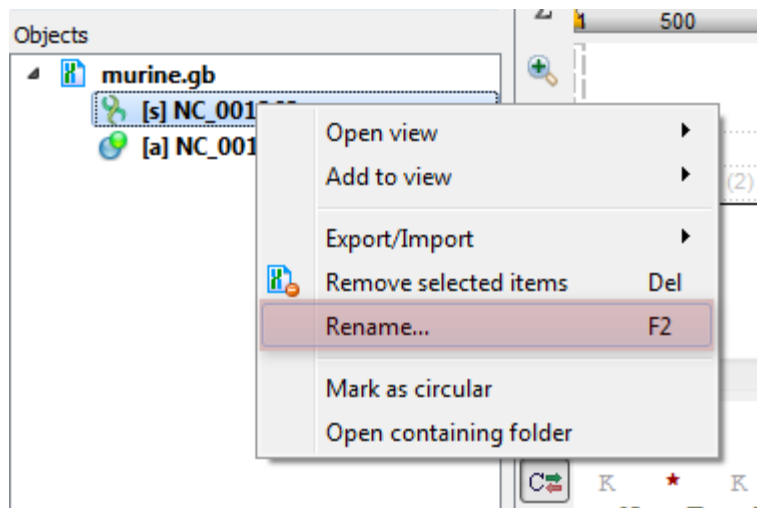 Objects
500
murine.gb
[s] NC_001
[a] NC_001
Open view
Add to view
(2)
Export/Import
Remove selected items Del
Rename... F2
Mark as circular
Open containing folder
C K * K